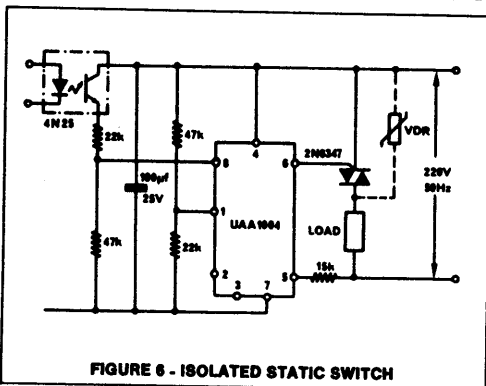 4N25
22k
47k
100µf
25V
47k
22k
8
1
2
3
4
6
5
7
UAA1004
2N6347
VDR
LOAD
15k
220V
50Hz
FIGURE 6 - ISOLATED STATIC SWITCH